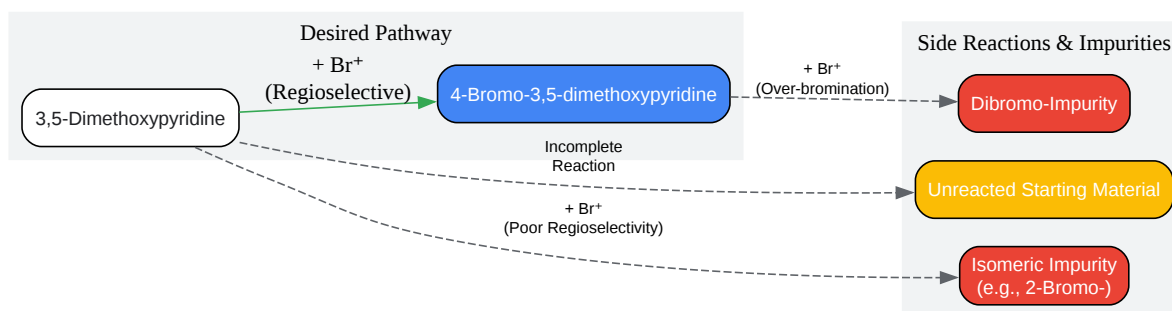 Desired Pathway
+ Br⁺
(Regioselective)
3,5-Dimethoxypyridine
4-Bromo-3,5-dimethoxypyridine
+ Br⁺
(Over-bromination)
Incomplete
Reaction
+ Br⁺
(Poor Regioselectivity)
Side Reactions & Impurities
Dibromo-Impurity
Unreacted Starting Material
Isomeric Impurity
(e.g., 2-Bromo-)